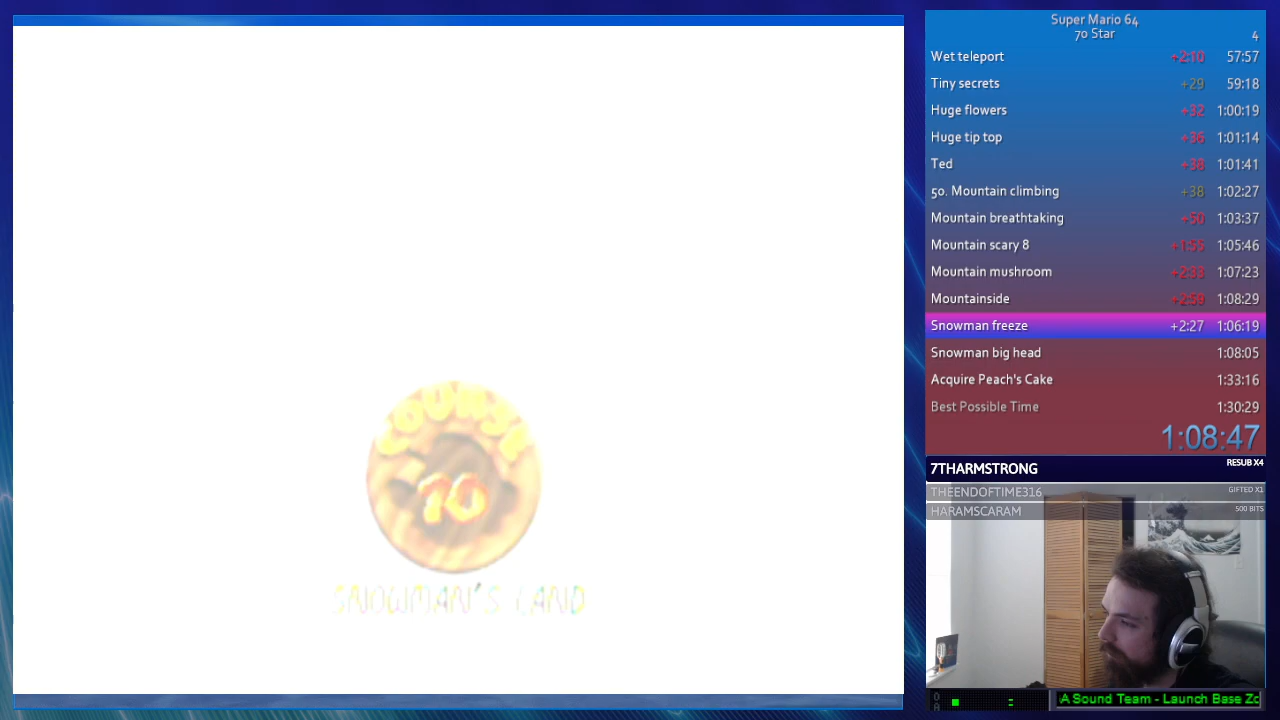 COURSE
10
SNOWMAN'S LAND
Super Mario 64
70 Star
4
Wet teleport +2:10 57:57
Tiny secrets +29 59:18
Huge flowers +32 1:00:19
Huge tip top +36 1:01:14
Ted +38 1:01:41
50. Mountain climbing +38 1:02:27
Mountain breathtaking +50 1:03:37
Mountain scary 8 +1:55 1:05:46
Mountain mushroom +2:33 1:07:23
Mountainside +2:59 1:08:29
Snowman freeze +2:27 1:06:19
Snowman big head 1:08:05
Acquire Peach's Cake 1:33:16
Best Possible Time 1:30:29
1:08:47
7THARMSTRONG RESUB X4
THEENDOFTIME316 GIFTED X1
HARAMSCARAM 500 BITS
A Sound Team - Launch Base Zo